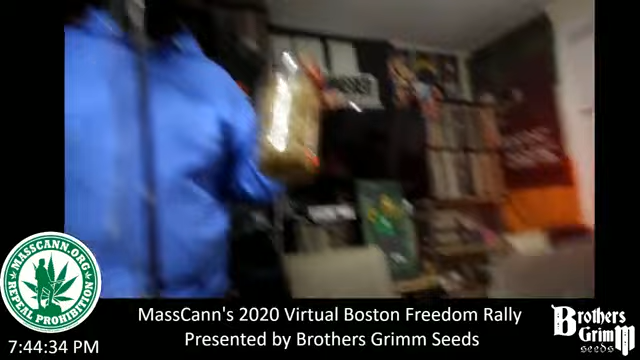 MASSCANN.ORG
REPEAL PROHIBITION
7:44:34 PM
MassCann's 2020 Virtual Boston Freedom Rally
Presented by Brothers Grimm Seeds
Brothers
Grimm
seeds